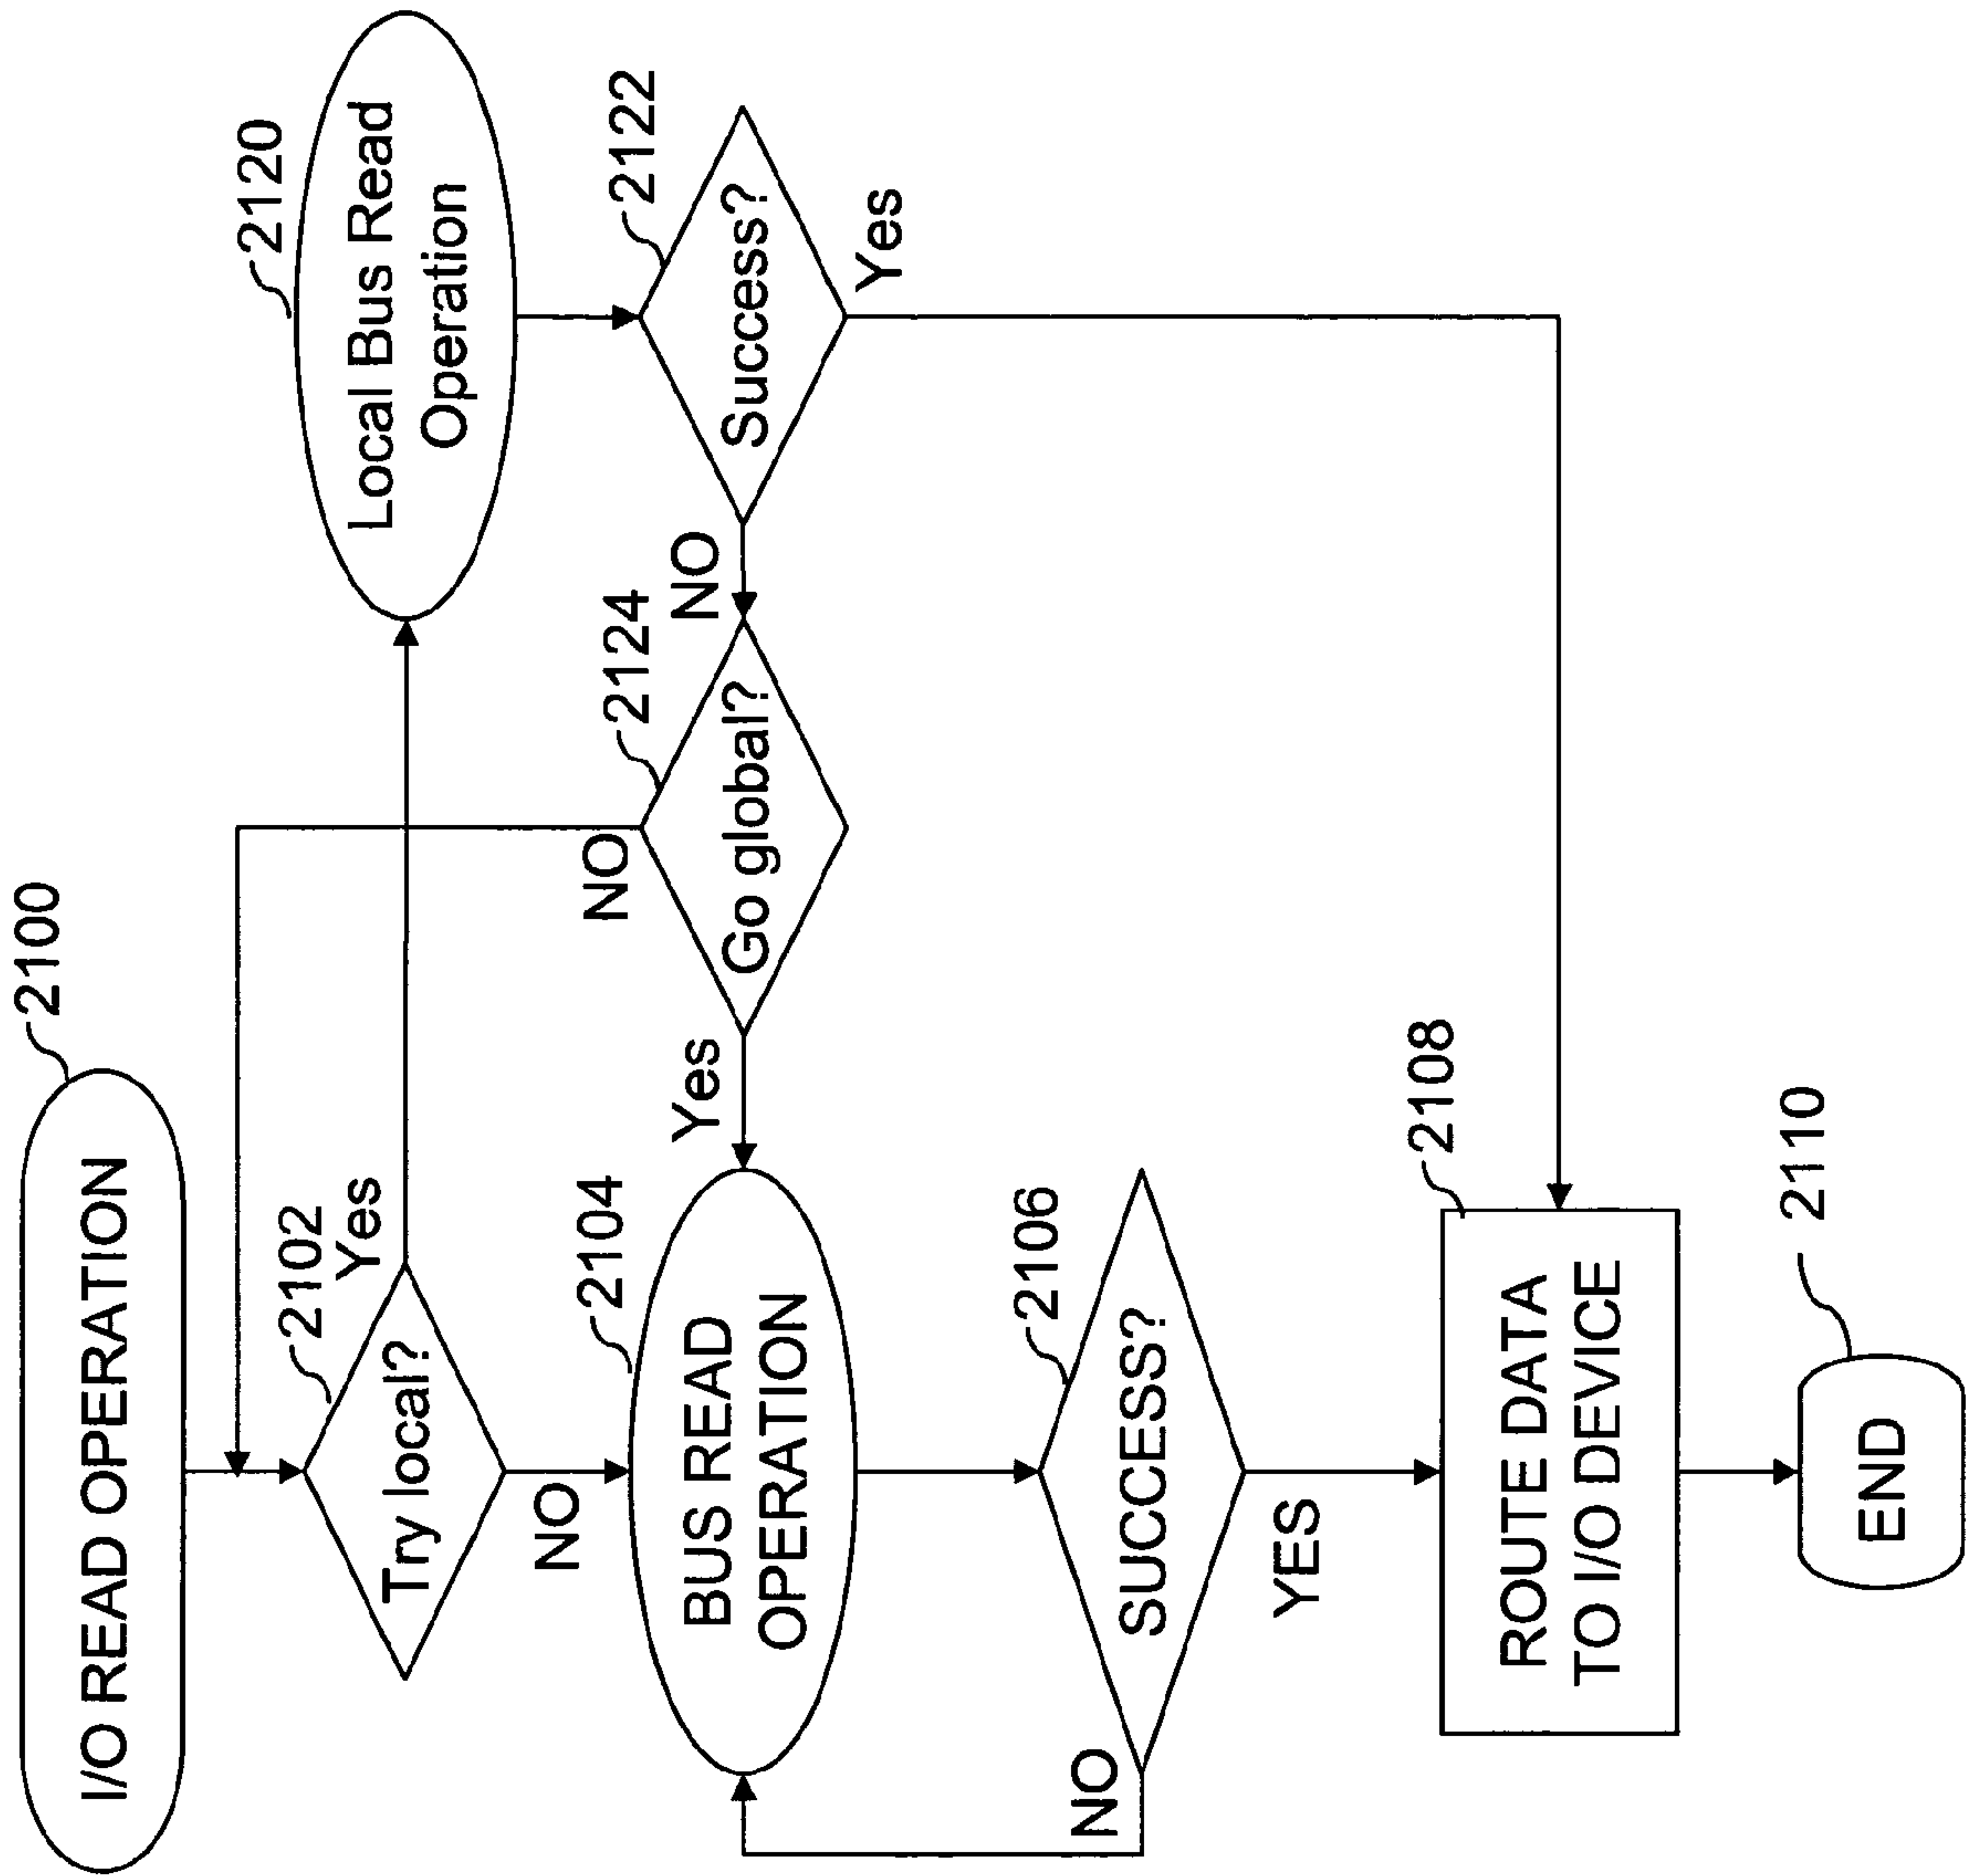 I/O READ OPERATION
2100
Try local?
2102
Yes
NO
Local Bus Read
Operation
2120
Success?
2122
NO
Yes
Go global?
2124
NO
Yes
BUS READ
OPERATION
2104
SUCCESS?
2106
NO
YES
ROUTE DATA
TO I/O DEVICE
2108
END
2110